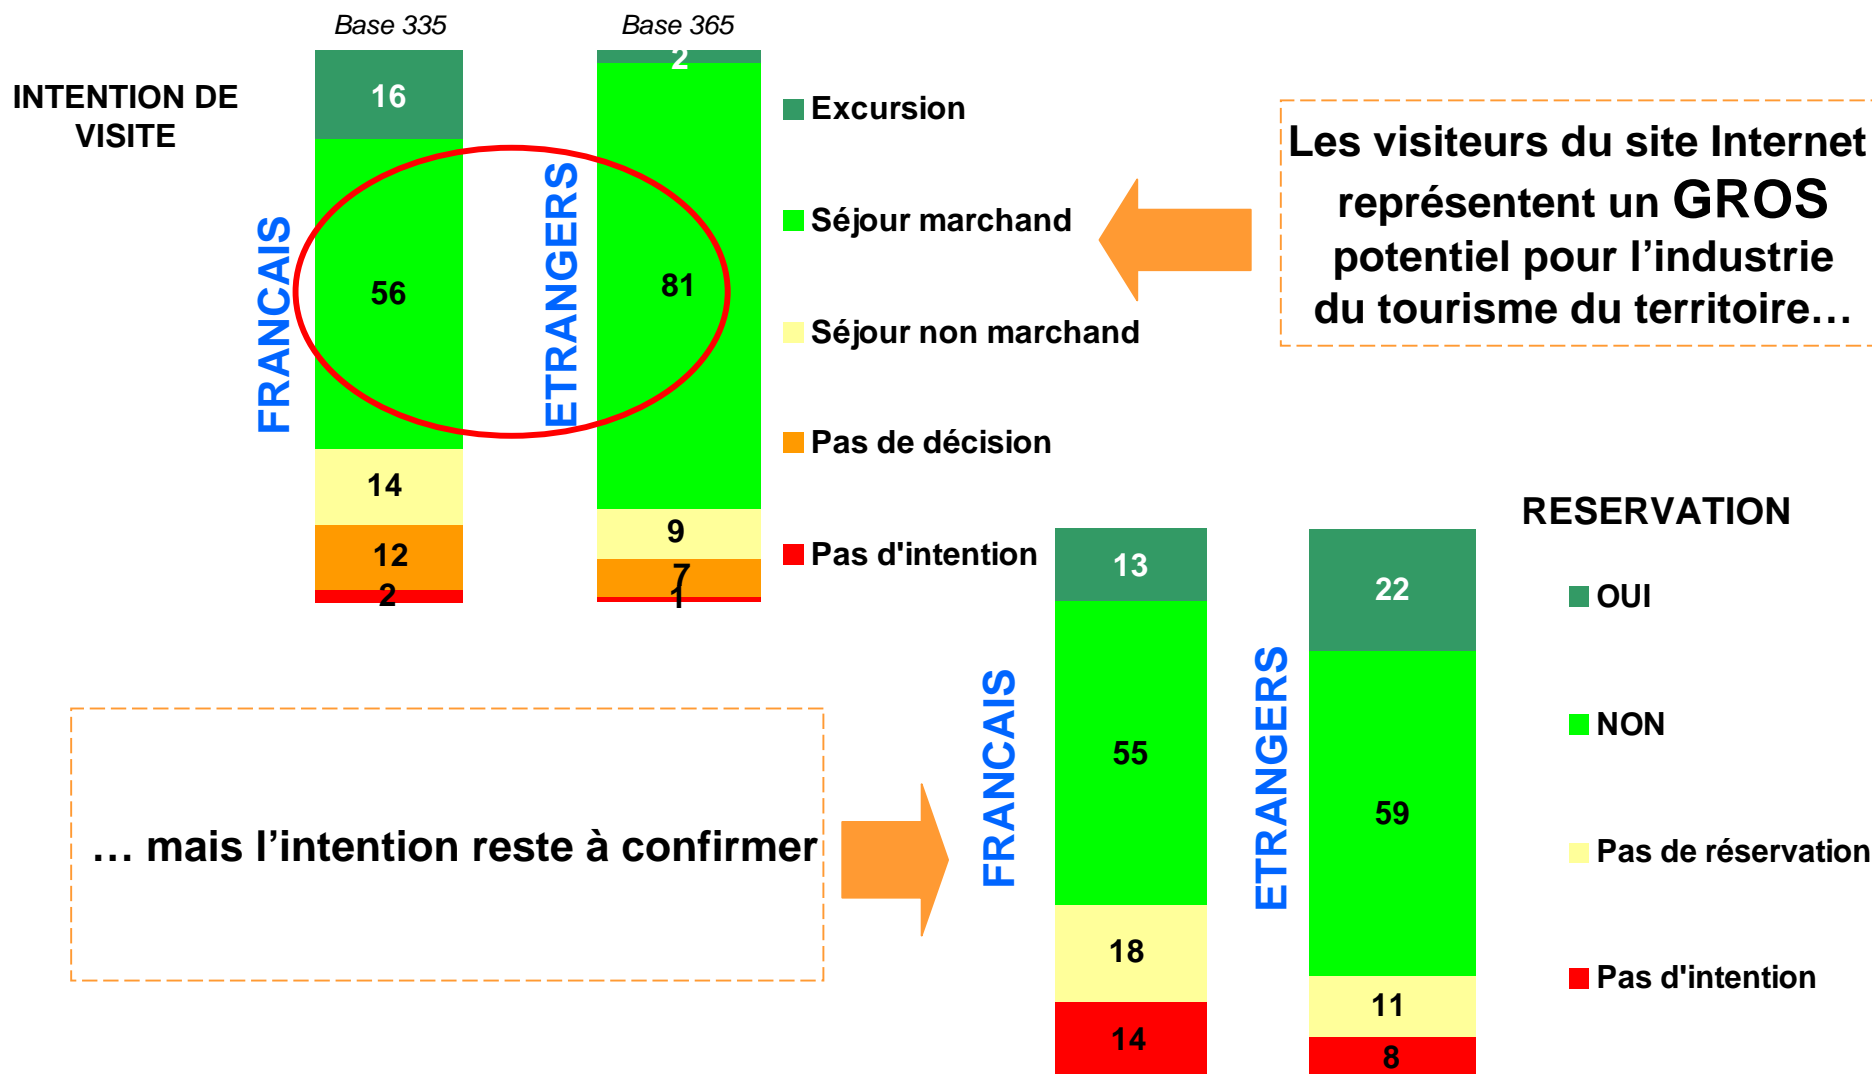 Base 335
Base 365
INTENTION DE
VISITE
FRANCAIS
16
56
14
12
2
ETRANGERS
2
81
9
7
1
Excursion
Séjour marchand
Séjour non marchand
Pas de décision
Pas d'intention
Les visiteurs du site Internet
représentent un GROS
potentiel pour l’industrie
du tourisme du territoire…
… mais l’intention reste à confirmer
RESERVATION
FRANCAIS
13
55
18
14
ETRANGERS
22
59
11
8
OUI
NON
Pas de réservation
Pas d'intention